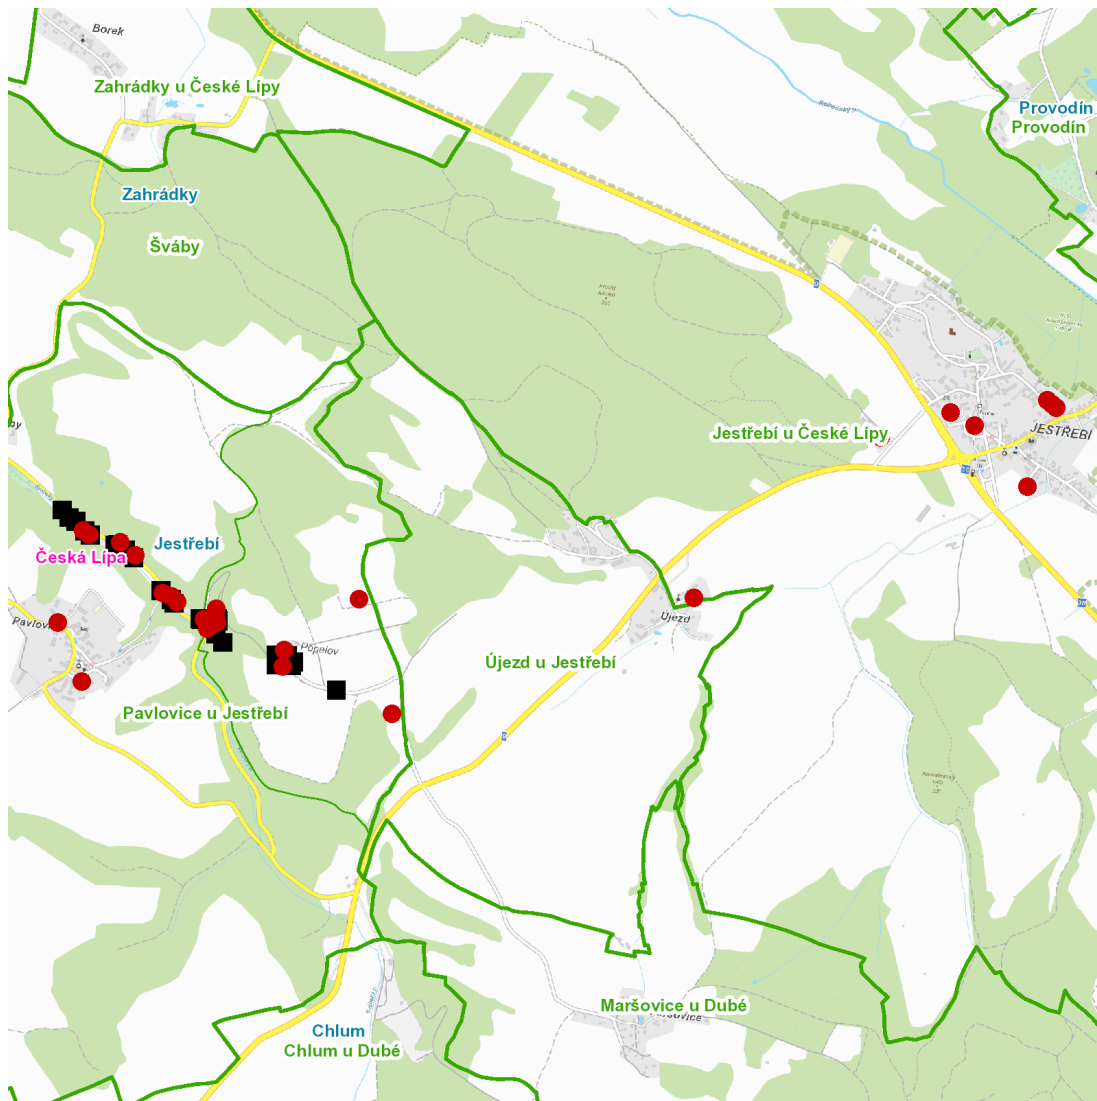 Borek
Zahrádky u České Lípy
Provodín
Provodín
Zahrádky
Šváby
Jestřebí u České Lípy
JESTŘEBÍ
Jestřebí
Česká Lípa
Újezd
Popelov
Újezd u Jestřebí
Pavlovice u Jestřebí
Maršovice u Dubé
Chlum
Chlum u Dubé